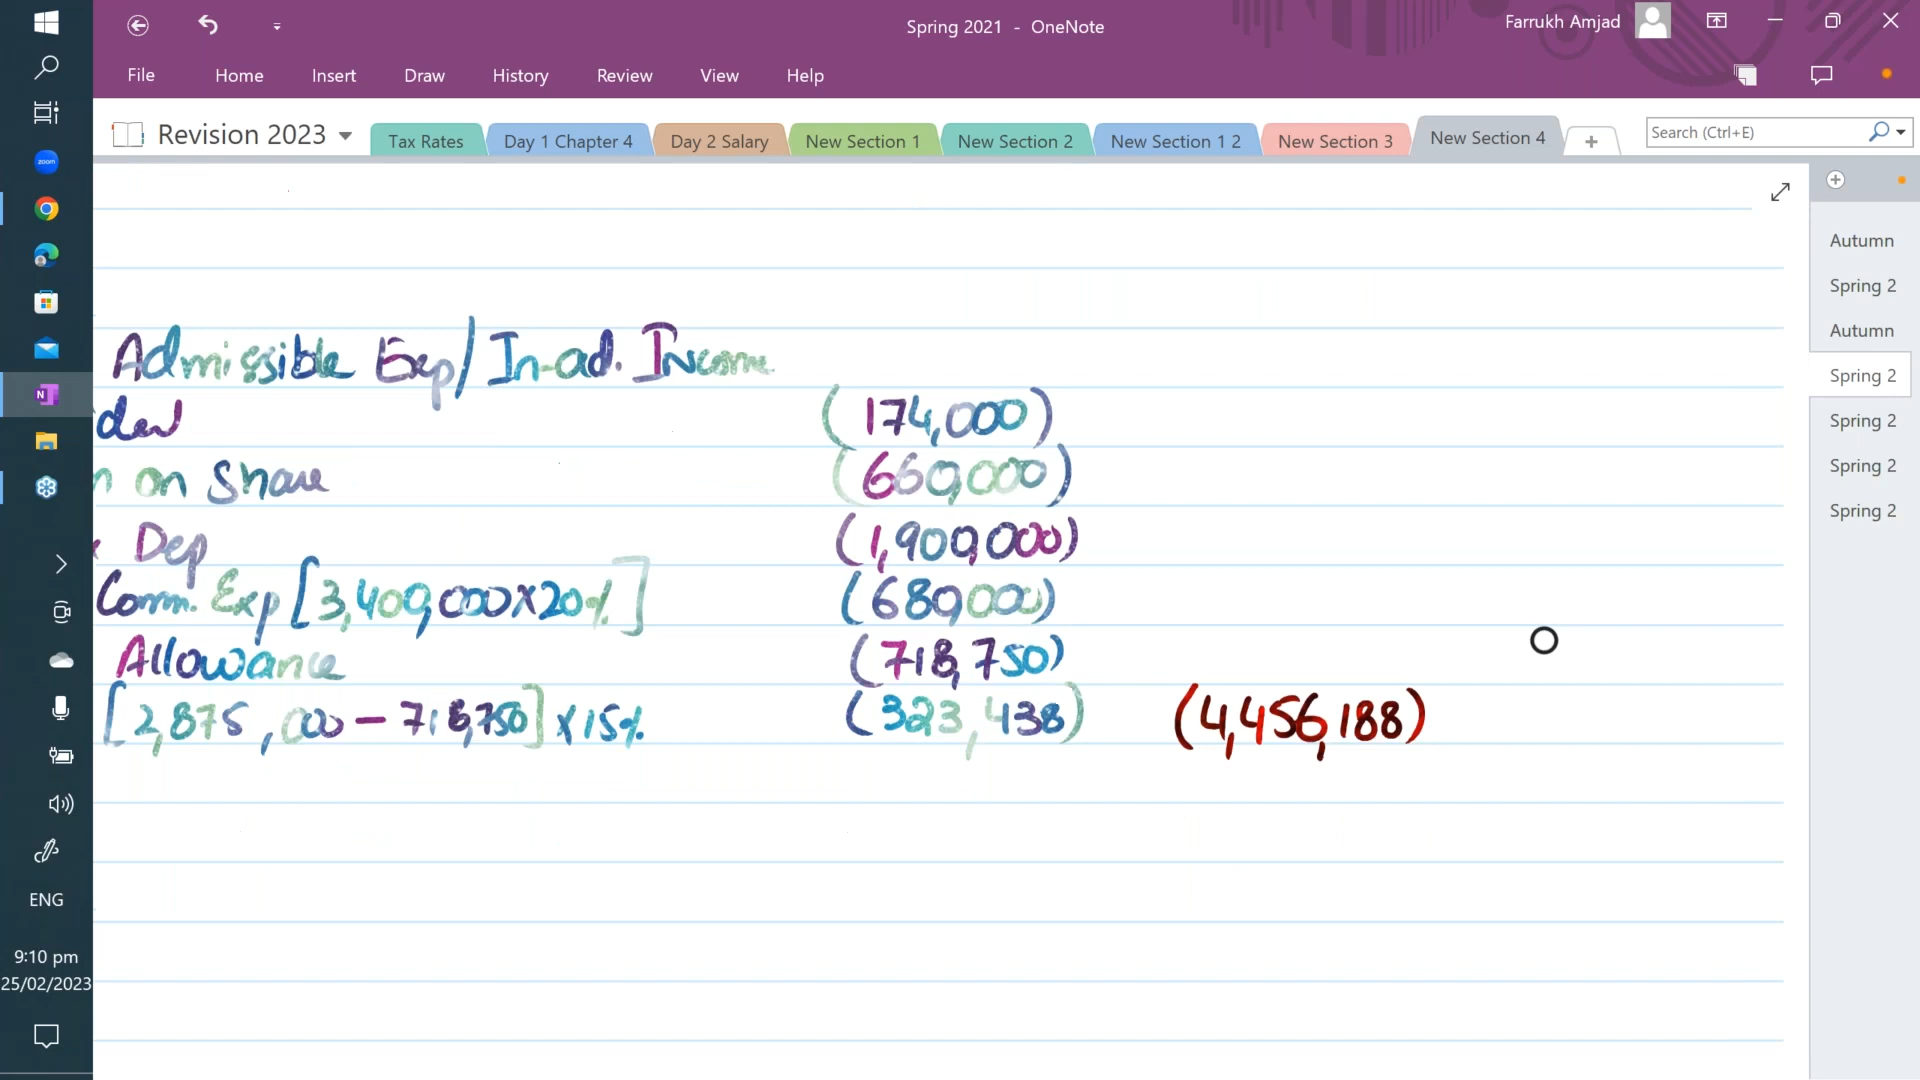 Spring 2021 - OneNote
Farrukh Amjad
File Home Insert Draw History Review View Help
Revision 2023
Tax Rates Day 1 Chapter 4 Day 2 Salary New Section 1 New Section 2 New Section 1 2 New Section 3 New Section 4
Search (Ctrl+E)
zoom
Autumn
Spring 2
Autumn
Spring 2
Spring 2
Spring 2
Spring 2
Admissible Exp/In-ad. Income
(174,000)
n on Share (660,000)
Dep (1,900,000)
Comm. Exp [3,400,000×20%] (680,000)
Allowance (718,750)
[2,875,000 - 718,750] ×15% (323,438) (4,456,188)
ENG
9:10 pm
25/02/2023